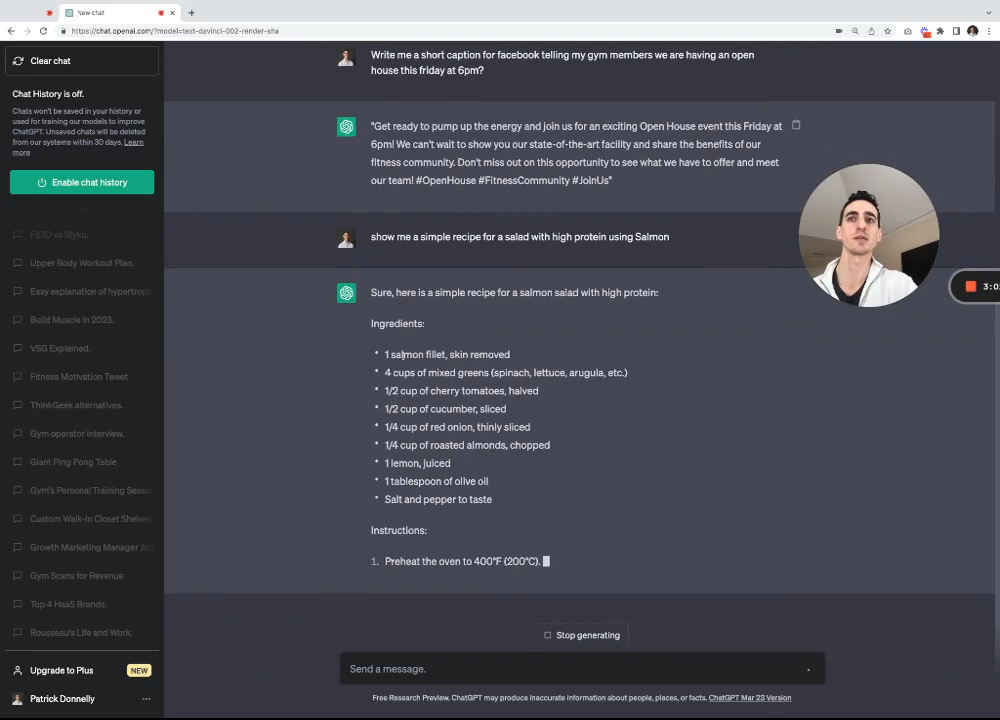 New chat
https://chat.openai.com/?model=text-davinci-002-render-sha
Clear chat
Chat History is off.
Chats won't be saved in your history or
used for training our models to improve
ChatGPT. Unsaved chats will be deleted
from our systems within 30 days. Learn
more
Enable chat history
Fit3D vs Styku.
Upper Body Workout Plan.
Easy explanation of hypertroph
Build Muscle In 2023.
VSG Explained.
Fitness Motivation Tweet
ThinkGeek alternatives.
Gym operator interview.
Giant Ping Pong Table
Gym's Personal Training Sessio
Custom Walk-In Closet Shelves.
Growth Marketing Manager Job
Gym Scans for Revenue
Top 4 HaaS Brands.
Rousseau's Life and Work.
Upgrade to Plus NEW
Patrick Donnelly
Write me a short caption for facebook telling my gym members we are having an open
house this friday at 6pm?
"Get ready to pump up the energy and join us for an exciting Open House event this Friday at
6pm! We can't wait to show you our state-of-the-art facility and share the benefits of our
fitness community. Don't miss out on this opportunity to see what we have to offer and meet
our team! #OpenHouse #FitnessCommunity #JoinUs"
show me a simple recipe for a salad with high protein using Salmon
Sure, here is a simple recipe for a salmon salad with high protein:
Ingredients:
• 1 salmon fillet, skin removed
• 4 cups of mixed greens (spinach, lettuce, arugula, etc.)
• 1/2 cup of cherry tomatoes, halved
• 1/2 cup of cucumber, sliced
• 1/4 cup of red onion, thinly sliced
• 1/4 cup of roasted almonds, chopped
• 1 lemon, juiced
• 1 tablespoon of olive oil
• Salt and pepper to taste
Instructions:
1. Preheat the oven to 400°F (200°C).
Stop generating
Send a message.
Free Research Preview. ChatGPT may produce inaccurate information about people, places, or facts. ChatGPT Mar 23 Version